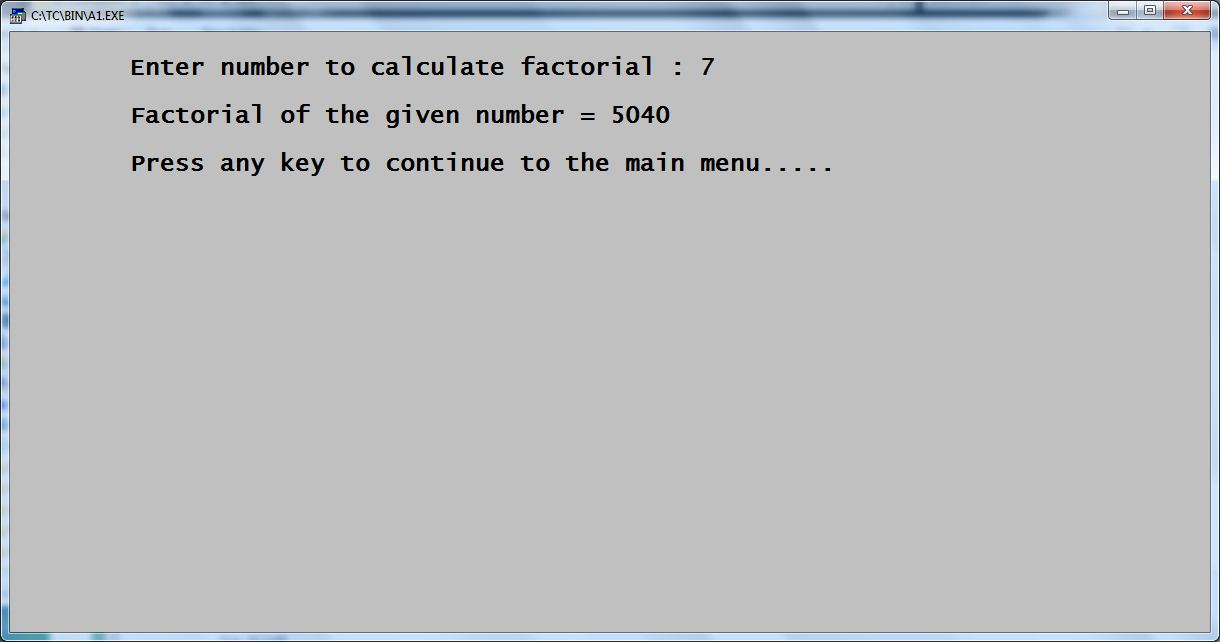 C:\TC\BIN\A1.EXE
Enter number to calculate factorial : 7
Factorial of the given number = 5040
Press any key to continue to the main menu.....